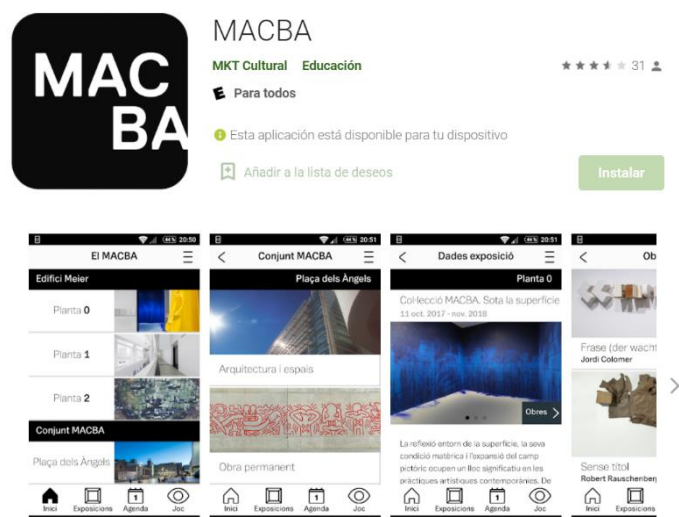 MAC
BA
MACBA
MKT Cultural Educación
31
Para todos
Esta aplicación está disponible para tu dispositivo
Añadir a la lista de deseos
Instalar
20:50
El MACBA
Edifici Meier
Planta 0
Planta 1
Planta 2
Conjunt MACBA
Plaça dels Àngels
Inici Exposicions Agenda Joc
20:51
Conjunt MACBA
Plaça dels Àngels
Arquitectura i espais
Obra permanent
Inici Exposicions Agenda Joc
20:51
Dades exposició
Planta 0
Col·lecció MACBA. Sota la superfície
11 oct. 2017 - nov. 2018
Obres
La reflexió entorn de la superfície, la seva
condició matèrica i l'expansió del camp
pictòric ocupen un lloc significatiu en les
pràctiques artístiques contemporànies. De
Inici Exposicions Agenda Joc
Ob
Frase (der wacht
Jordi Colomer
Sense títol
Robert Rauschenber
Inici Exposicions